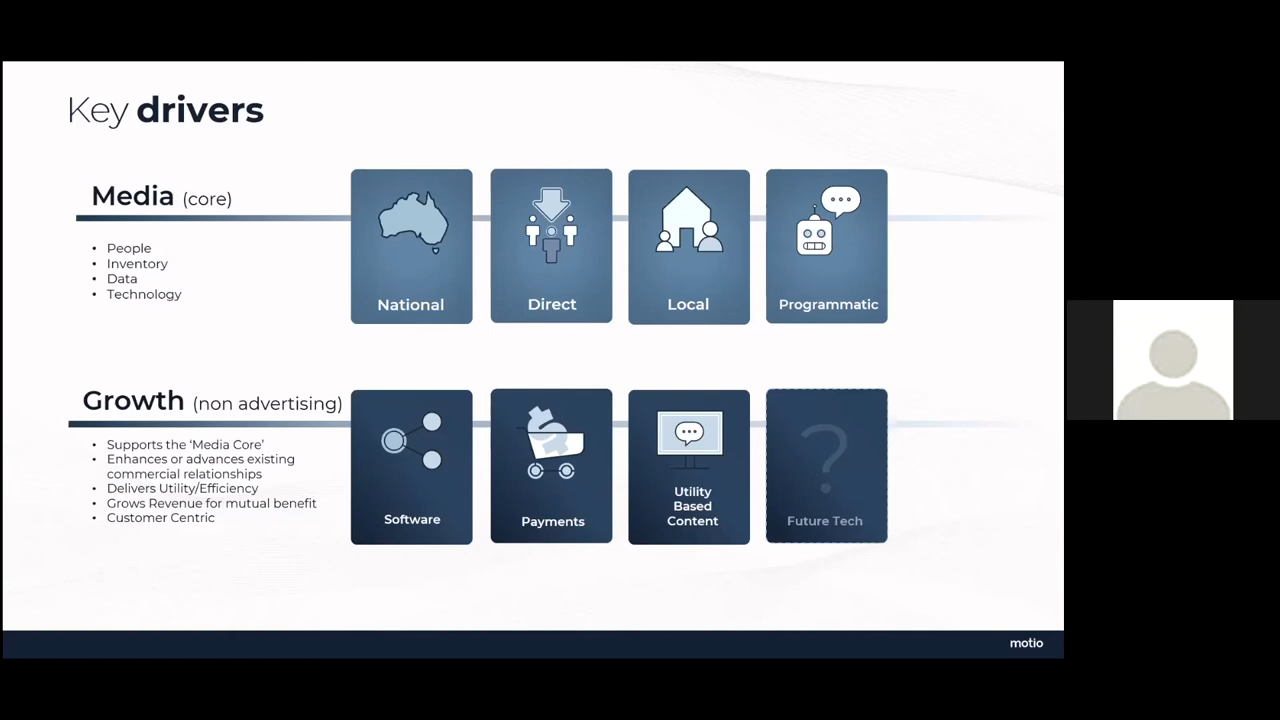 Key drivers
Media (core)
• People
• Inventory
• Data
• Technology
National
Direct
Local
Programmatic
Growth (non advertising)
• Supports the ‘Media Core’
• Enhances or advances existing
commercial relationships
• Delivers Utility/Efficiency
• Grows Revenue for mutual benefit
• Customer Centric
Software
Payments
Utility
Based
Content
?
Future Tech
motio